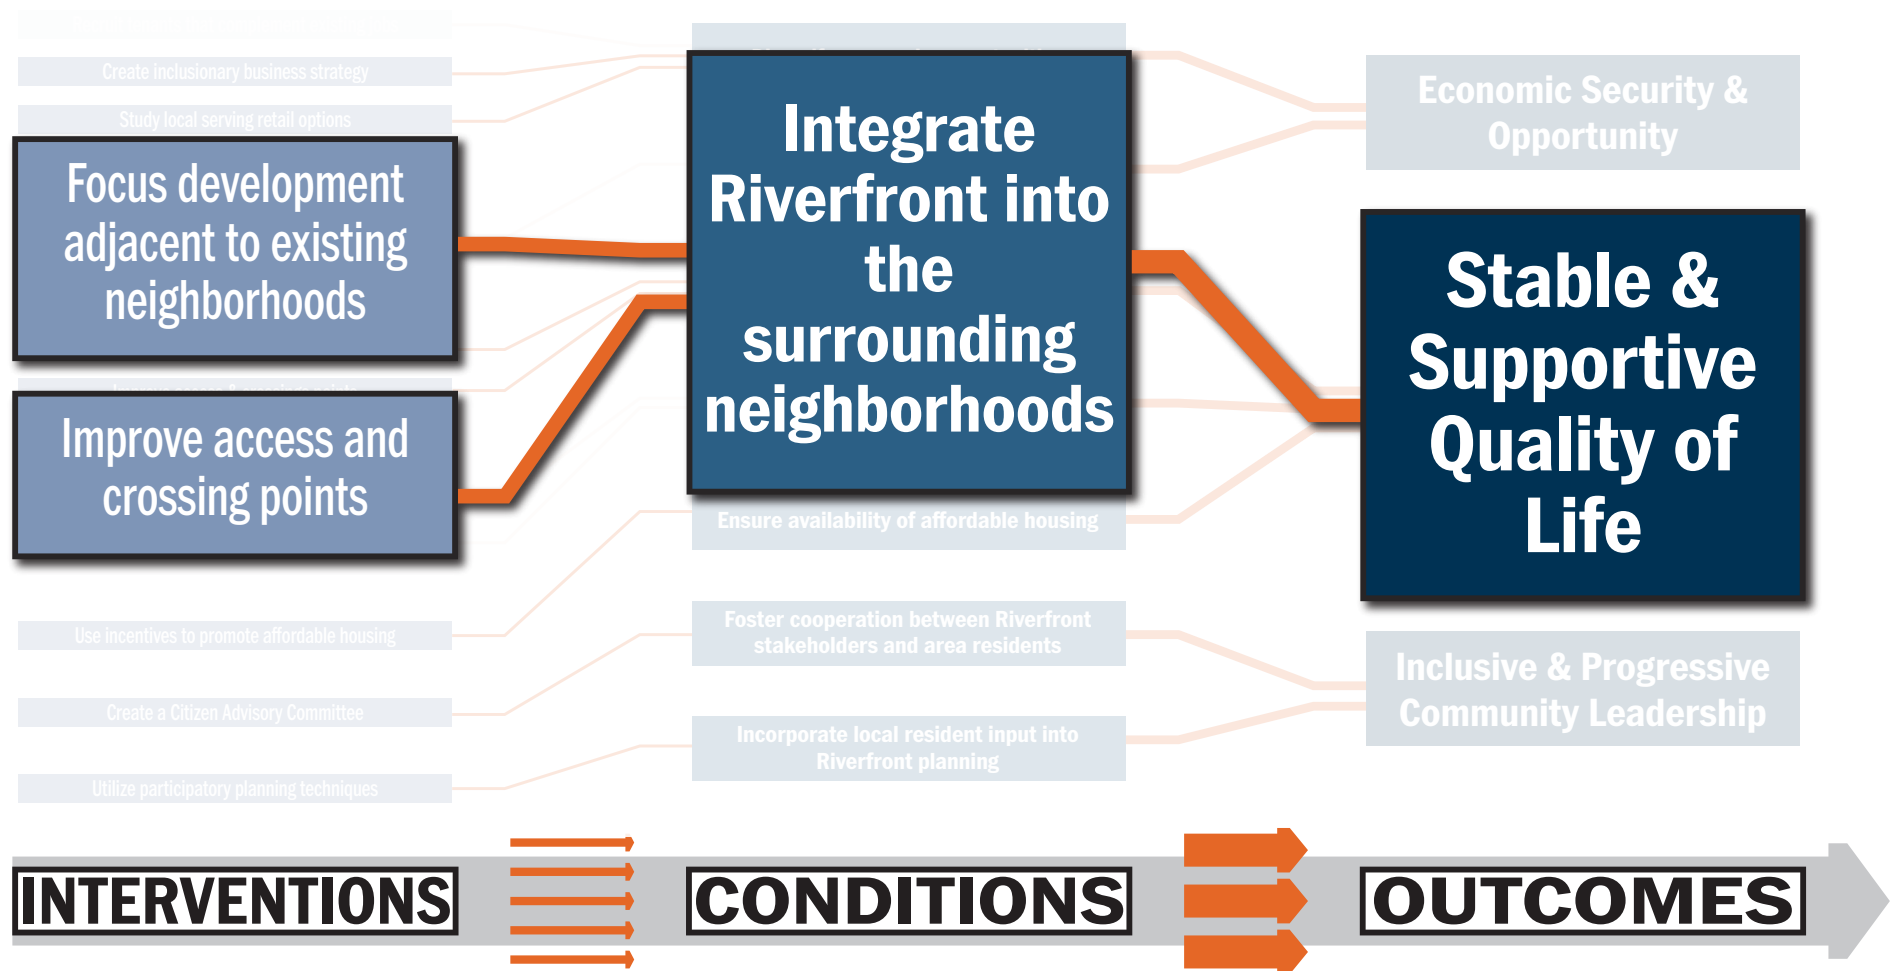 Create inclusionary business strategy
Study local serving retail options
Focus development
adjacent to existing
neighborhoods
Improve access and
crossing points
Use incentives to promote affordable housing
Create a Citizen Advisory Committee
Utilize participatory planning techniques
Integrate
Riverfront into
the
surrounding
neighborhoods
Ensure availability of affordable housing
Foster cooperation between Riverfront
stakeholders and area residents
Incorporate local resident input into
Riverfront planning
Economic Security &
Opportunity
Stable &
Supportive
Quality of
Life
Inclusive & Progressive
Community Leadership
INTERVENTIONS
CONDITIONS
OUTCOMES